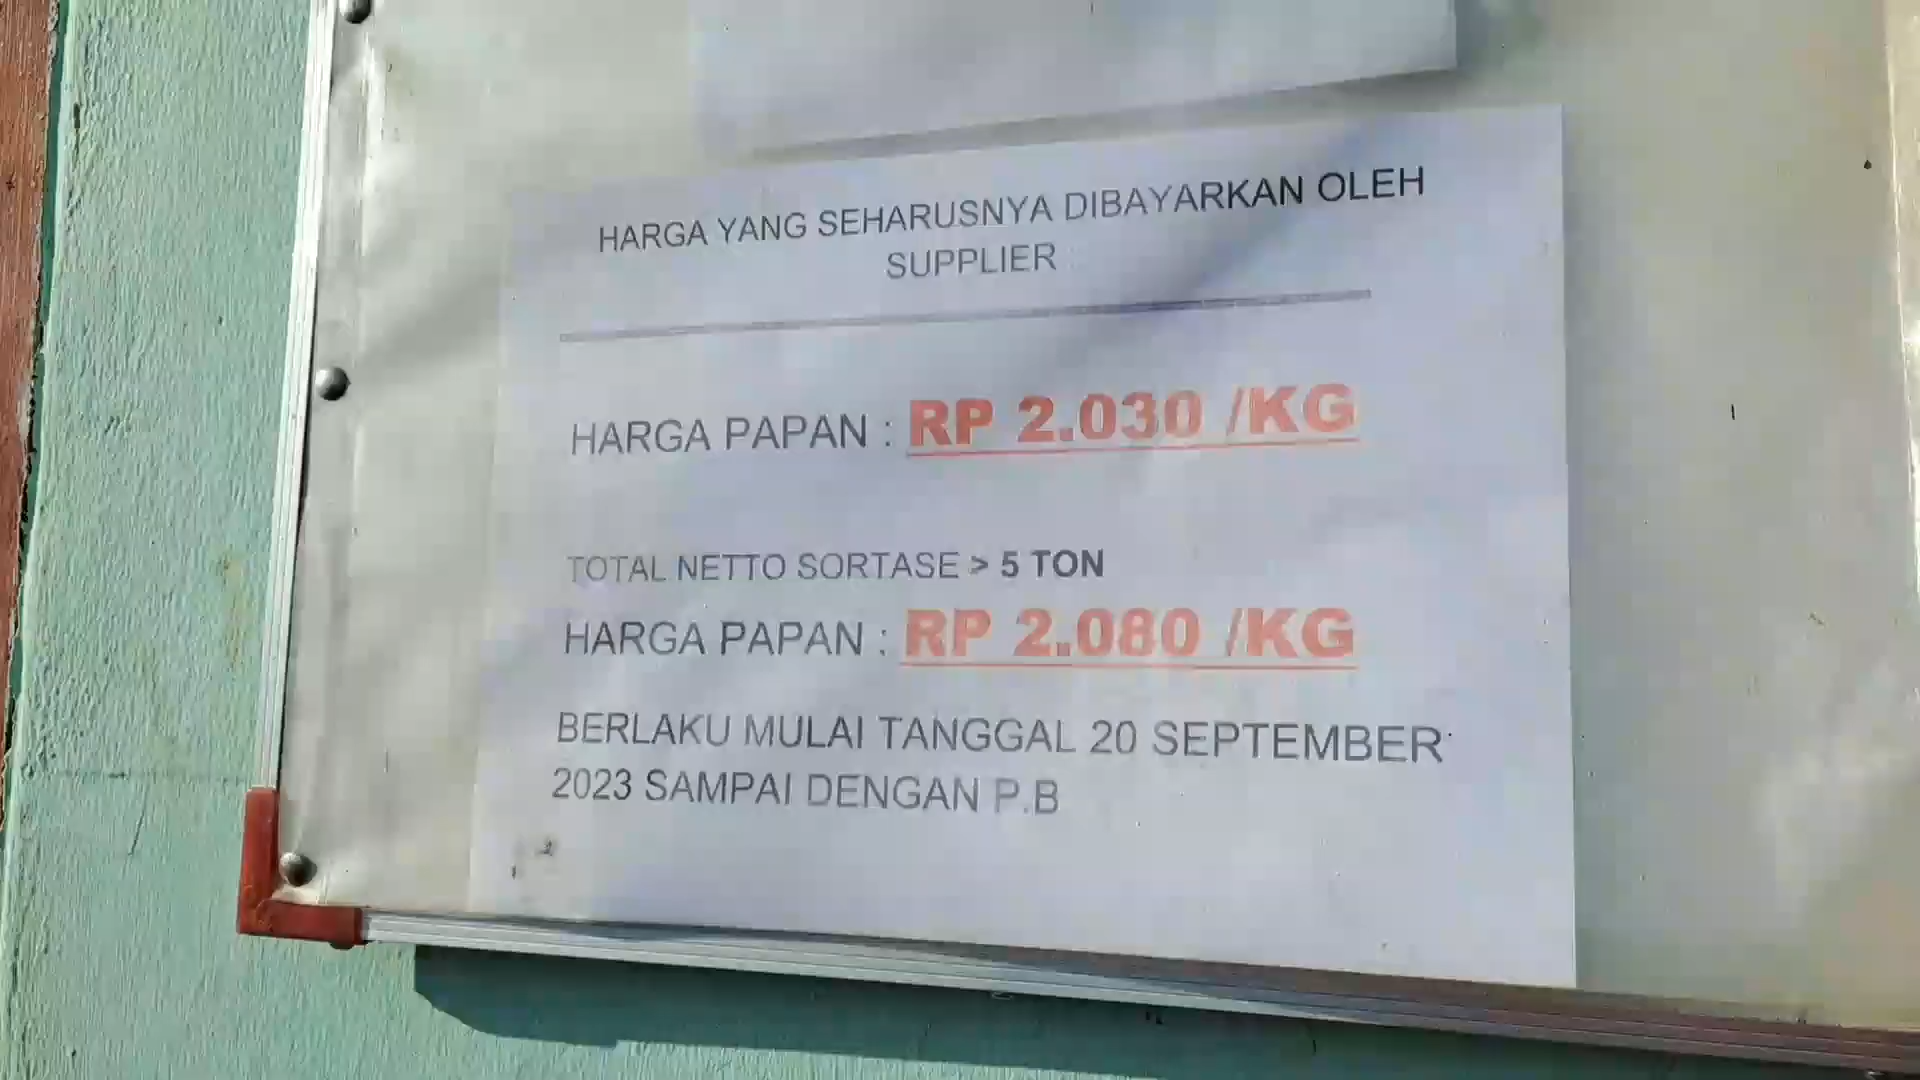 HARGA YANG SEHARUSNYA DIBAYARKAN OLEH
SUPPLIER
HARGA PAPAN : RP 2.030 /KG
TOTAL NETTO SORTASE > 5 TON
HARGA PAPAN : RP 2.080 /KG
BERLAKU MULAI TANGGAL 20 SEPTEMBER
2023 SAMPAI DENGAN P.B